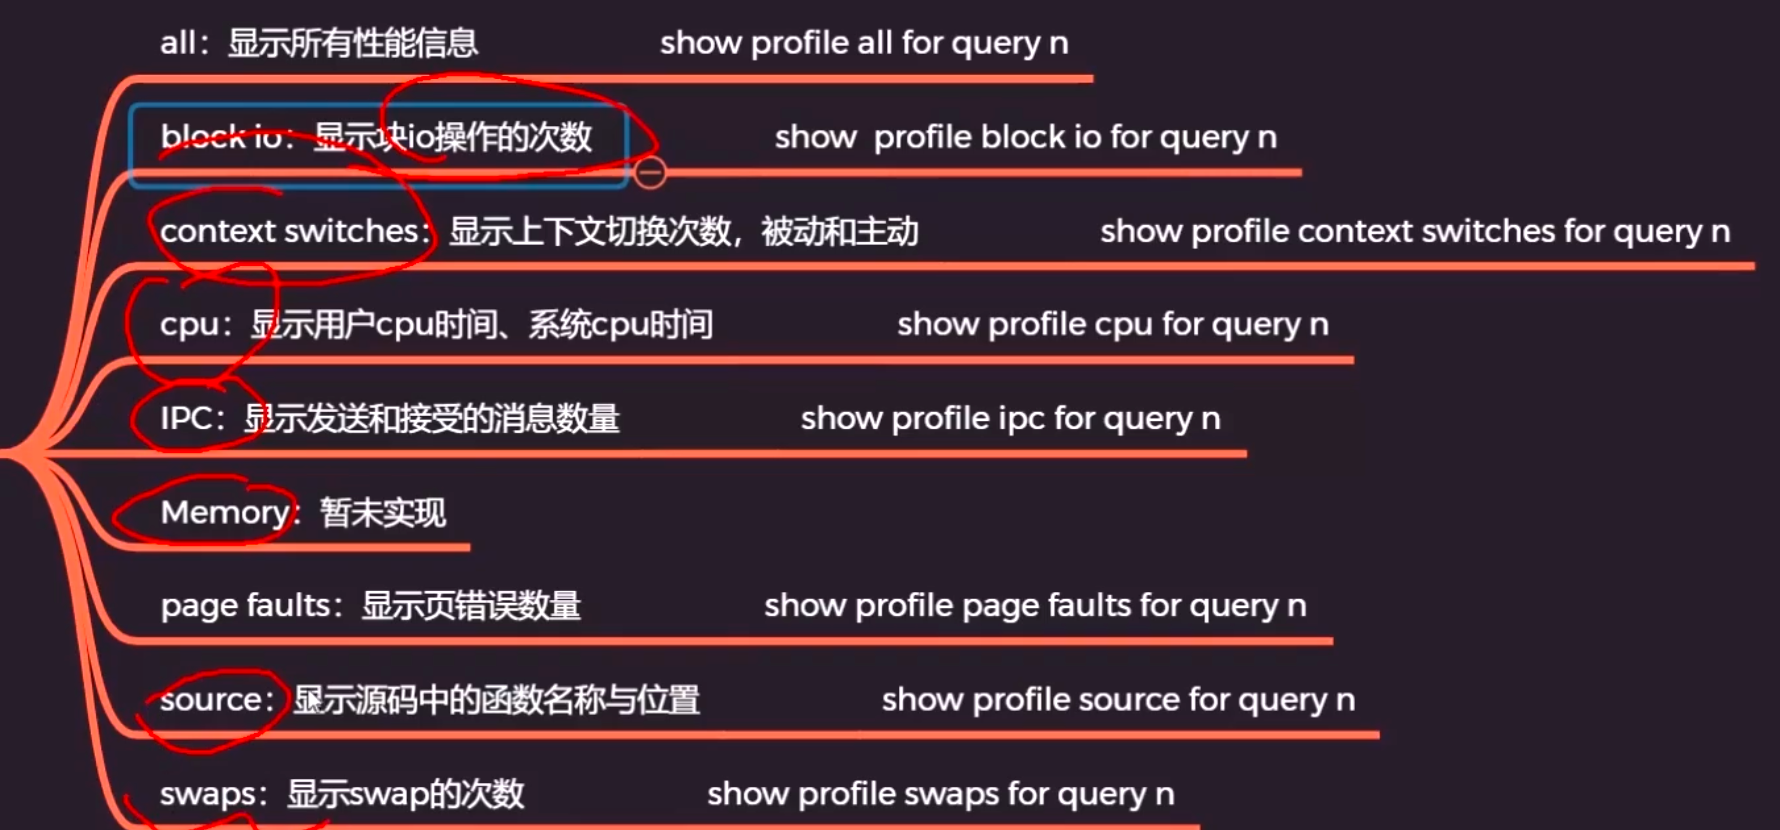 all：显示所有性能信息 show profile all for query n
block io：显示块io操作的次数 show profile block io for query n
context switches：显示上下文切换次数，被动和主动 show profile context switches for query n
cpu：显示用户cpu时间、系统cpu时间 show profile cpu for query n
IPC：显示发送和接受的消息数量 show profile ipc for query n
Memory：暂未实现
page faults：显示页错误数量 show profile page faults for query n
source：显示源码中的函数名称与位置 show profile source for query n
swaps：显示swap的次数 show profile swaps for query n